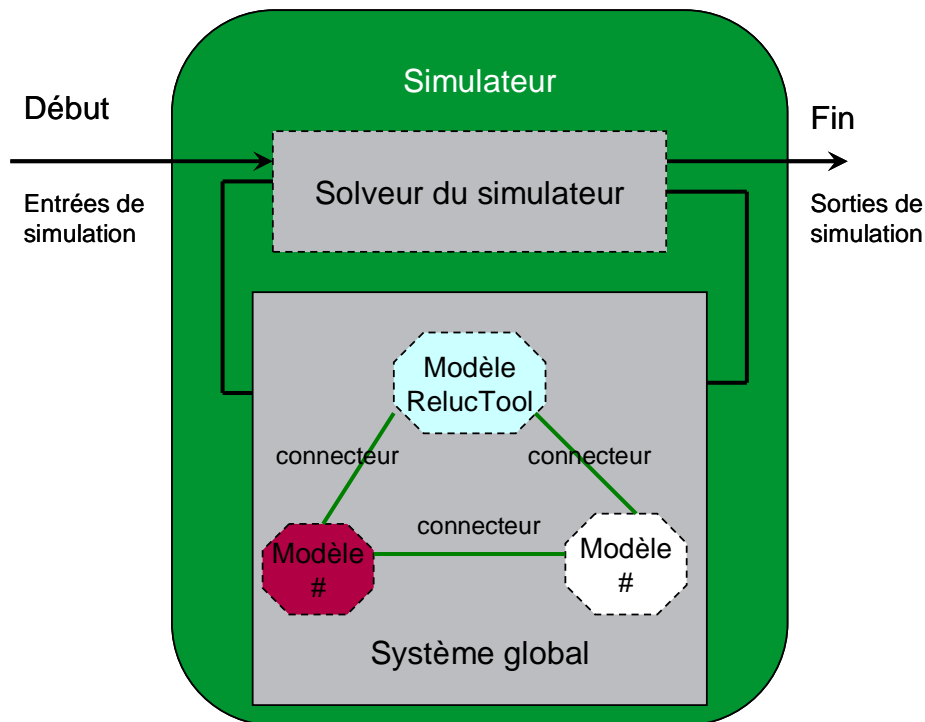 Simulateur
Début
Fin
Solveur du simulateur
Entrées de
simulation
Sorties de
simulation
Modèle
RelucTool
connecteur
connecteur
connecteur
Modèle
#
Modèle
#
Système global